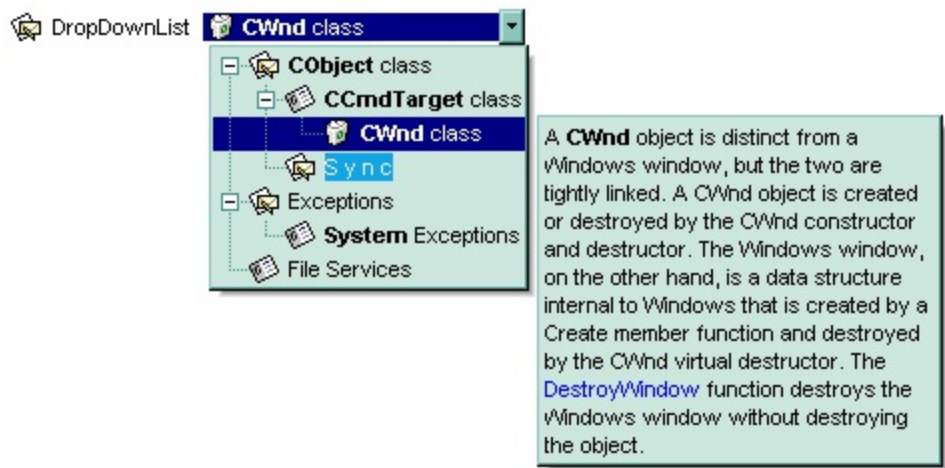 DropDownList CWnd class
CObject class
CCmdTarget class
CWnd class
Sync
Exceptions
System Exceptions
File Services
A CWnd object is distinct from a
Windows window, but the two are
tightly linked. A CWnd object is created
or destroyed by the CWnd constructor
and destructor. The Windows window,
on the other hand, is a data structure
internal to Windows that is created by a
Create member function and destroyed
by the CWnd virtual destructor. The
DestroyWindow function destroys the
Windows window without destroying
the object.